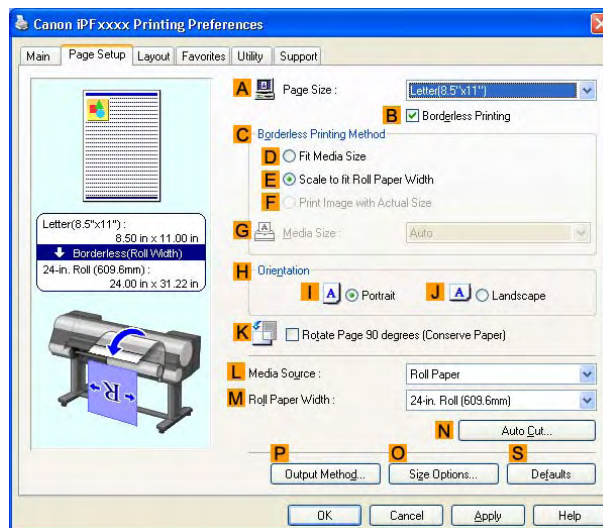 Canon iPFxxxx Printing Preferences
Main Page Setup Layout Favorites Utility Support
A Page Size : Letter(8.5"x11")
B Borderless Printing
C Borderless Printing Method
D Fit Media Size
E Scale to fit Roll Paper Width
F Print Image with Actual Size
G Media Size : Auto
Letter(8.5"x11") :
8.50 in x 11.00 in
Borderless(Roll Width)
24-in. Roll (609.6mm) :
24.00 in x 31.22 in
H Orientation
I A Portrait J A Landscape
K Rotate Page 90 degrees (Conserve Paper)
L Media Source : Roll Paper
M Roll Paper Width : 24-in. Roll (609.6mm)
N Auto Cut...
P O S
Output Method... Size Options... Defaults
OK Cancel Apply Help
R